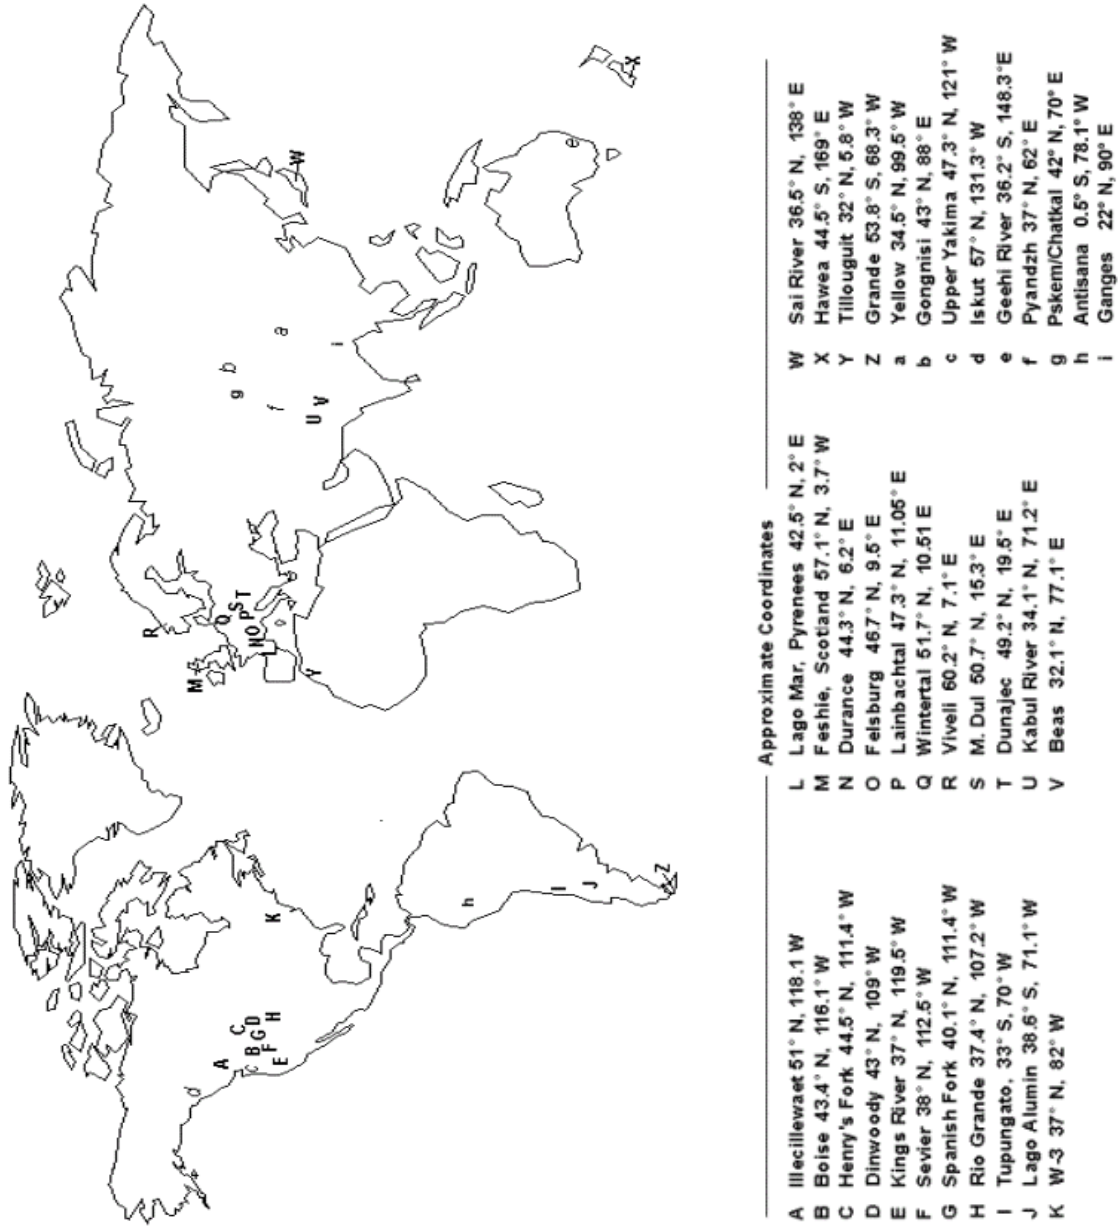 R
d
M
A
Q
b
C
S
g
T
P
c
B
D
N
O
G
L
F
H
K
f
E
a
W
Y
U
V
i
h
I
e
J
X
Z
Approximate Coordinates
A Illecillewaet 51° N, 118.1 W
B Boise 43.4° N, 116.1° W
C Henry's Fork 44.5° N, 111.4° W
D Dinwoody 43° N, 109° W
E Kings River 37° N, 119.5° W
F Sevier 38° N, 112.5° W
G Spanish Fork 40.1° N, 111.4° W
H Rio Grande 37.4° N, 107.2° W
I Tupungato, 33° S, 70° W
J Lago Alumin 38.6° S, 71.1° W
K W-3 37° N, 82° W
L Lago Mar, Pyrenees 42.5° N, 2° E
M Feshie, Scotland 57.1° N, 3.7° W
N Durance 44.3° N, 6.2° E
O Felsburg 46.7° N, 9.5° E
P Lainbachtal 47.3° N, 11.05° E
Q Wintertal 51.7° N, 10.51 E
R Viveli 60.2° N, 7.1° E
S M. Dul 50.7° N, 15.3° E
T Dunajec 49.2° N, 19.5° E
U Kabul River 34.1° N, 71.2° E
V Beas 32.1° N, 77.1° E
W Sai River 36.5° N, 138° E
X Hawea 44.5° S, 169° E
Y Tillouguit 32° N, 5.8° W
Z Grande 53.8° S, 68.3° W
a Yellow 34.5° N, 99.5° W
b Gongnisi 43° N, 88° E
c Upper Yakima 47.3° N, 121° W
d Iskut 57° N, 131.3° W
e Geehi River 36.2° S, 148.3°E
f Pyandzh 37° N, 62° E
g Pskem/Chatkal 42° N, 70° E
h Antisana 0.5° S, 78.1° W
i Ganges 22° N, 90° E